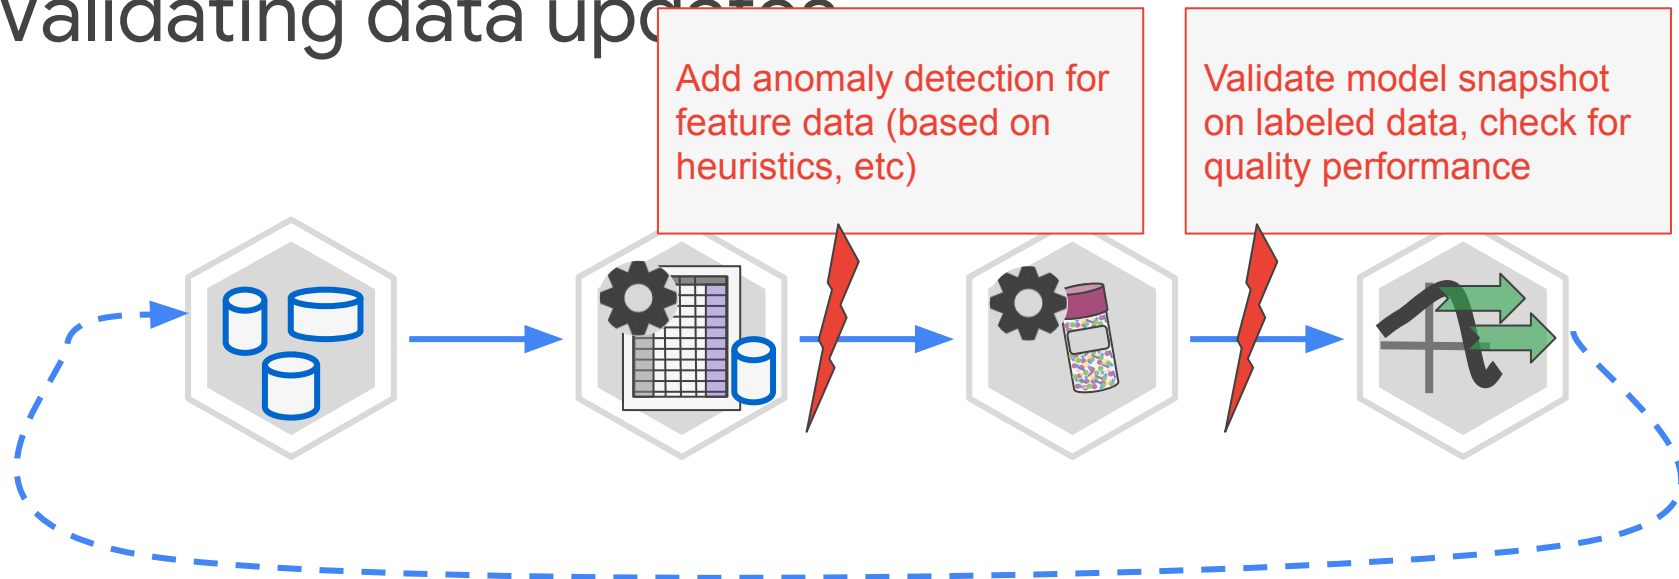 Validating data updates
Add anomaly detection for
feature data (based on
heuristics, etc)
Validate model snapshot
on labeled data, check for
quality performance